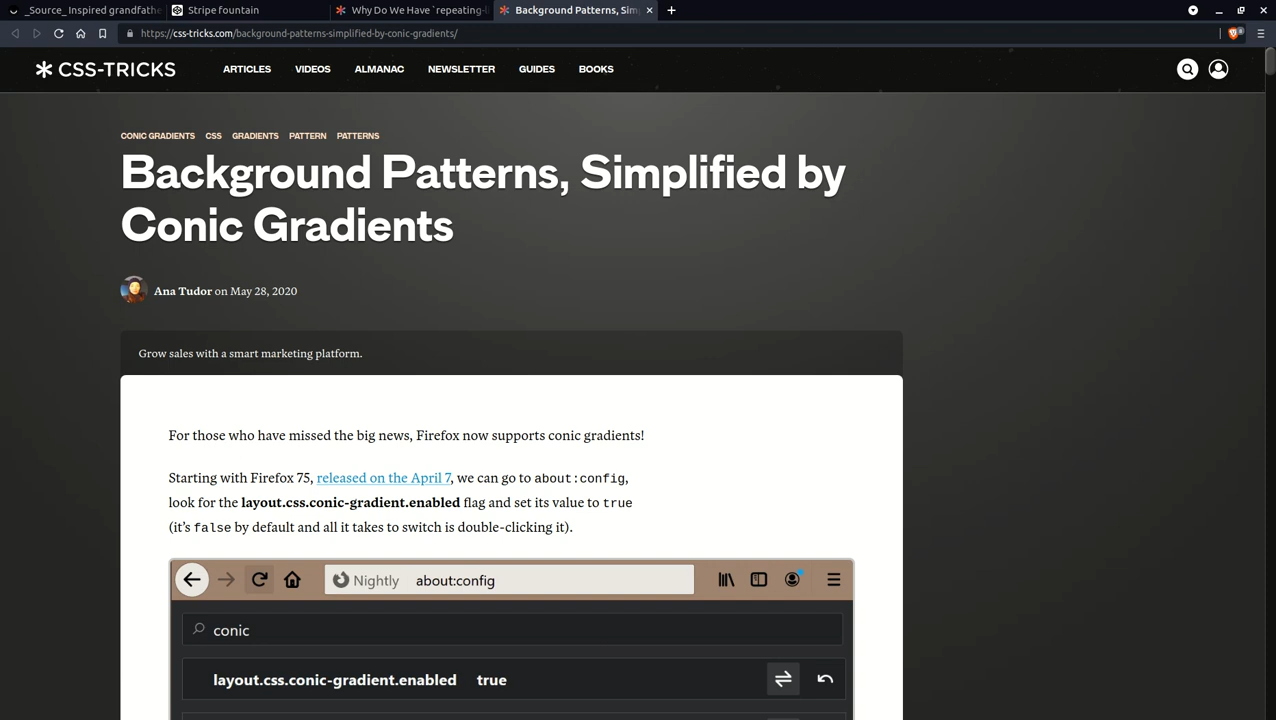 _Source_ Inspired grandfathe
Stripe fountain
Why Do We Have `repeating-l
Background Patterns, Sim
https://css-tricks.com/background-patterns-simplified-by-conic-gradients/
CSS-TRICKS
ARTICLES VIDEOS ALMANAC NEWSLETTER GUIDES BOOKS
CONIC GRADIENTS CSS GRADIENTS PATTERN PATTERNS
Background Patterns, Simplified by
Conic Gradients
Ana Tudor on May 28, 2020
Grow sales with a smart marketing platform.
For those who have missed the big news, Firefox now supports conic gradients!
Starting with Firefox 75, released on the April 7, we can go to about:config,
look for the layout.css.conic-gradient.enabled flag and set its value to true
(it’s false by default and all it takes to switch is double-clicking it).
Nightly about:config
conic
layout.css.conic-gradient.enabled true